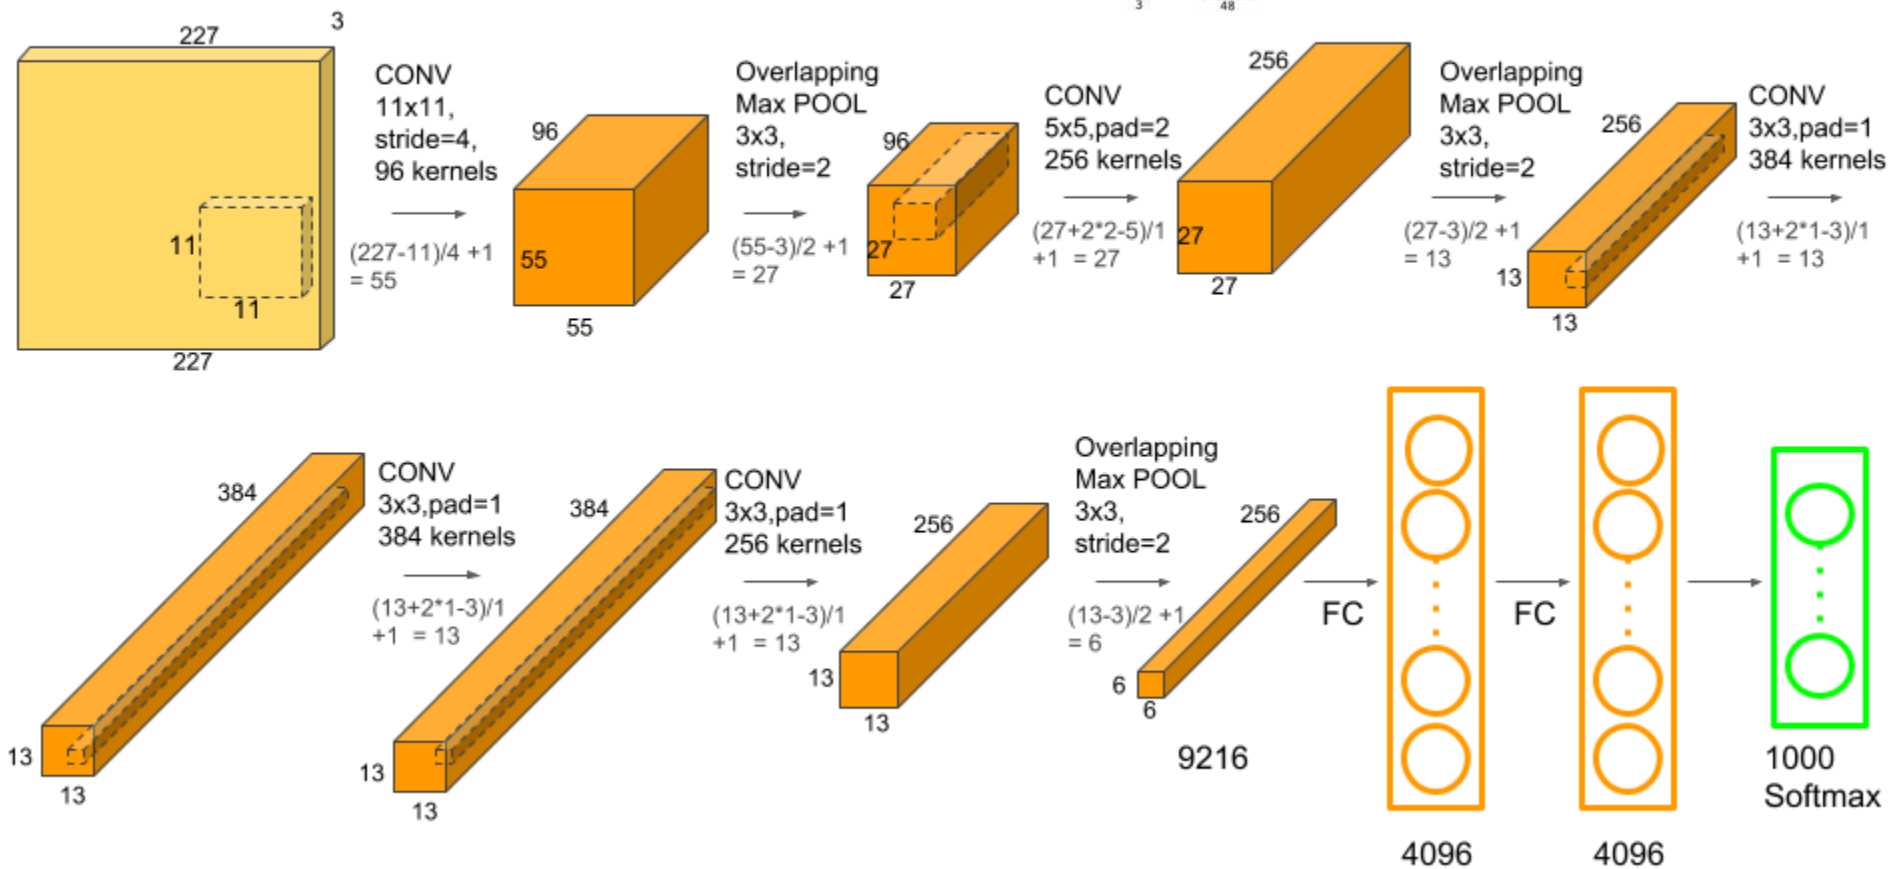 3
48
227
3
CONV
11x11,
stride=4,
96 kernels
(227-11)/4 +1
= 55
11
11
227
96
55
55
Overlapping
Max POOL
3x3,
stride=2
(55-3)/2 +1
= 27
96
27
27
CONV
5x5,pad=2
256 kernels
(27+2*2-5)/1
+1 = 27
256
27
27
Overlapping
Max POOL
3x3,
stride=2
(27-3)/2 +1
= 13
256
13
13
CONV
3x3,pad=1
384 kernels
(13+2*1-3)/1
+1 = 13
384
13
13
CONV
3x3,pad=1
384 kernels
(13+2*1-3)/1
+1 = 13
384
13
13
CONV
3x3,pad=1
256 kernels
(13+2*1-3)/1
+1 = 13
256
13
13
Overlapping
Max POOL
3x3,
stride=2
(13-3)/2 +1
= 6
256
6
6
9216
FC
4096
FC
4096
1000
Softmax